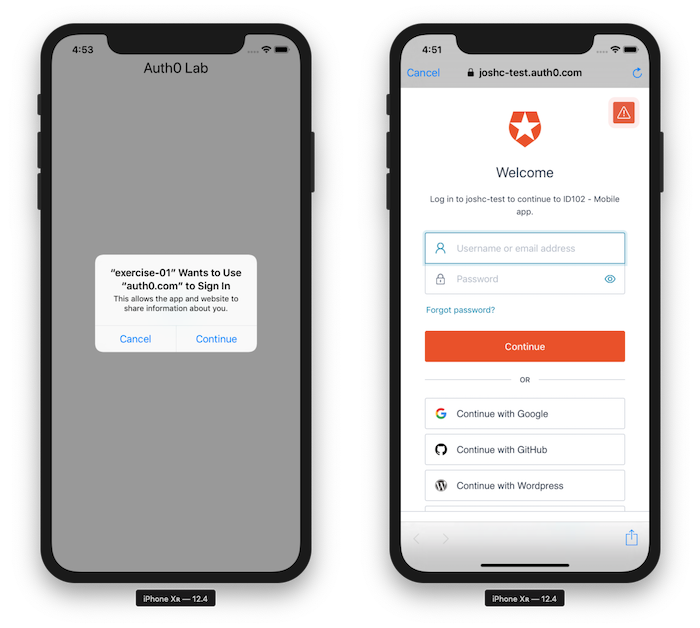 4:53
Auth0 Lab
“exercise-01” Wants to Use
“auth0.com” to Sign In
This allows the app and website to
share information about you.
Cancel
Continue
iPhone Xʀ — 12.4
4:51
Cancel
joshc-test.auth0.com
Welcome
Log in to joshc-test to continue to ID102 - Mobile
app.
Username or email address
Password
Forgot password?
Continue
OR
Continue with Google
Continue with GitHub
Continue with Wordpress
iPhone Xʀ — 12.4